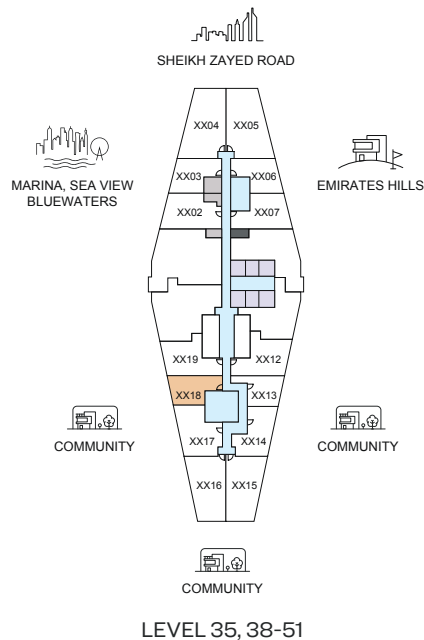 SHEIKH ZAYED ROAD
XX04 XX05
MARINA, SEA VIEW
BLUEWATERS
XX03 XX06
EMIRATES HILLS
XX02 XX07
XX19 XX12
XX18 XX13
COMMUNITY
XX17 XX14
COMMUNITY
XX16 XX15
COMMUNITY
LEVEL 35, 38-51